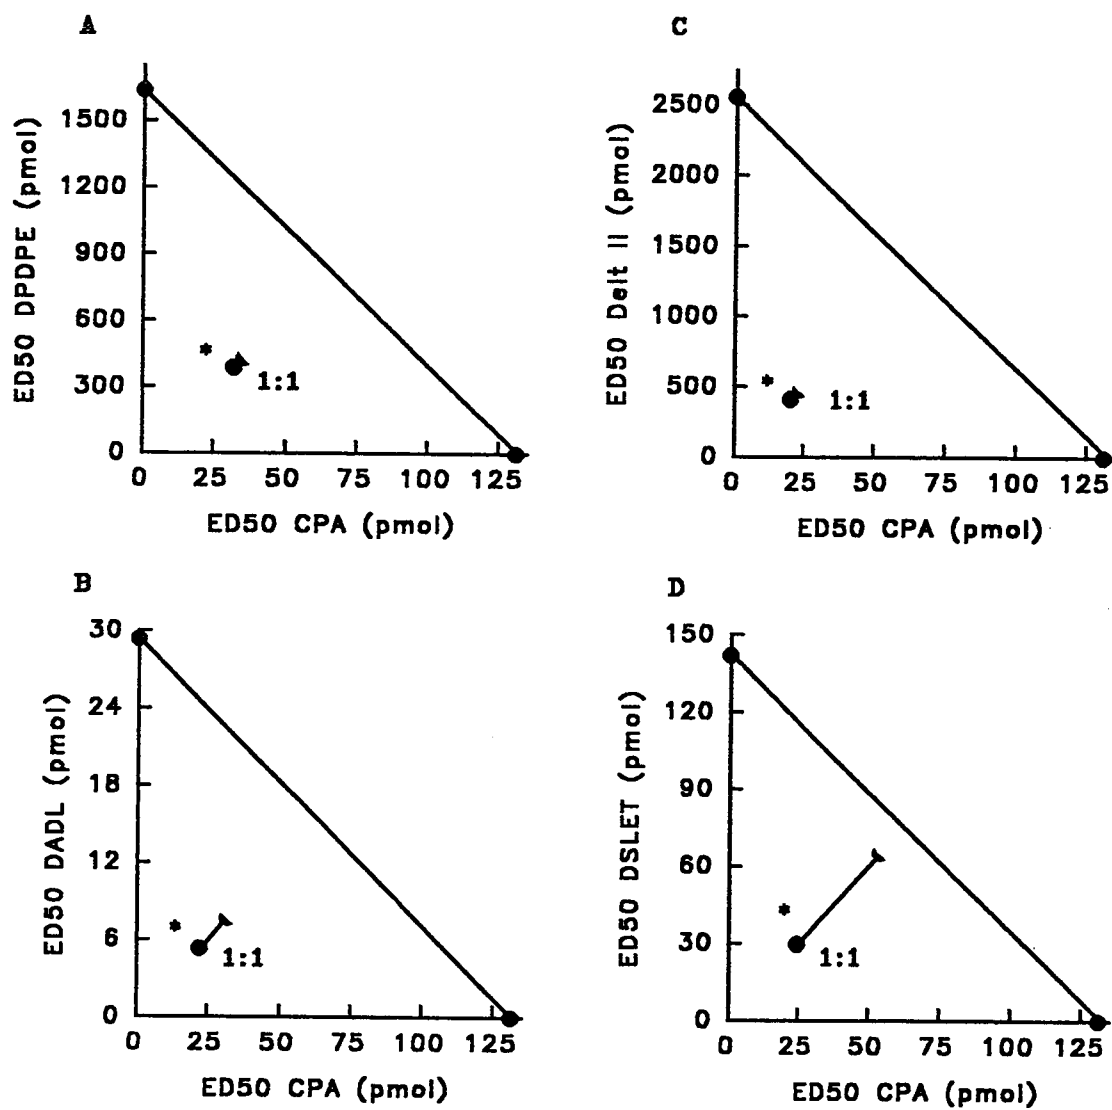 A
ED50 DPDPE (pmol)
1500
1200
900
600
300
0
*
1:1
0 25 50 75 100 125
ED50 CPA (pmol)
C
ED50 Delt II (pmol)
2500
2000
1500
1000
500
0
*
1:1
0 25 50 75 100 125
ED50 CPA (pmol)
B
ED50 DADL (pmol)
30
24
18
12
6
0
*
1:1
0 25 50 75 100 125
ED50 CPA (pmol)
D
ED50 DSLET (pmol)
150
120
90
60
30
0
*
1:1
0 25 50 75 100 125
ED50 CPA (pmol)